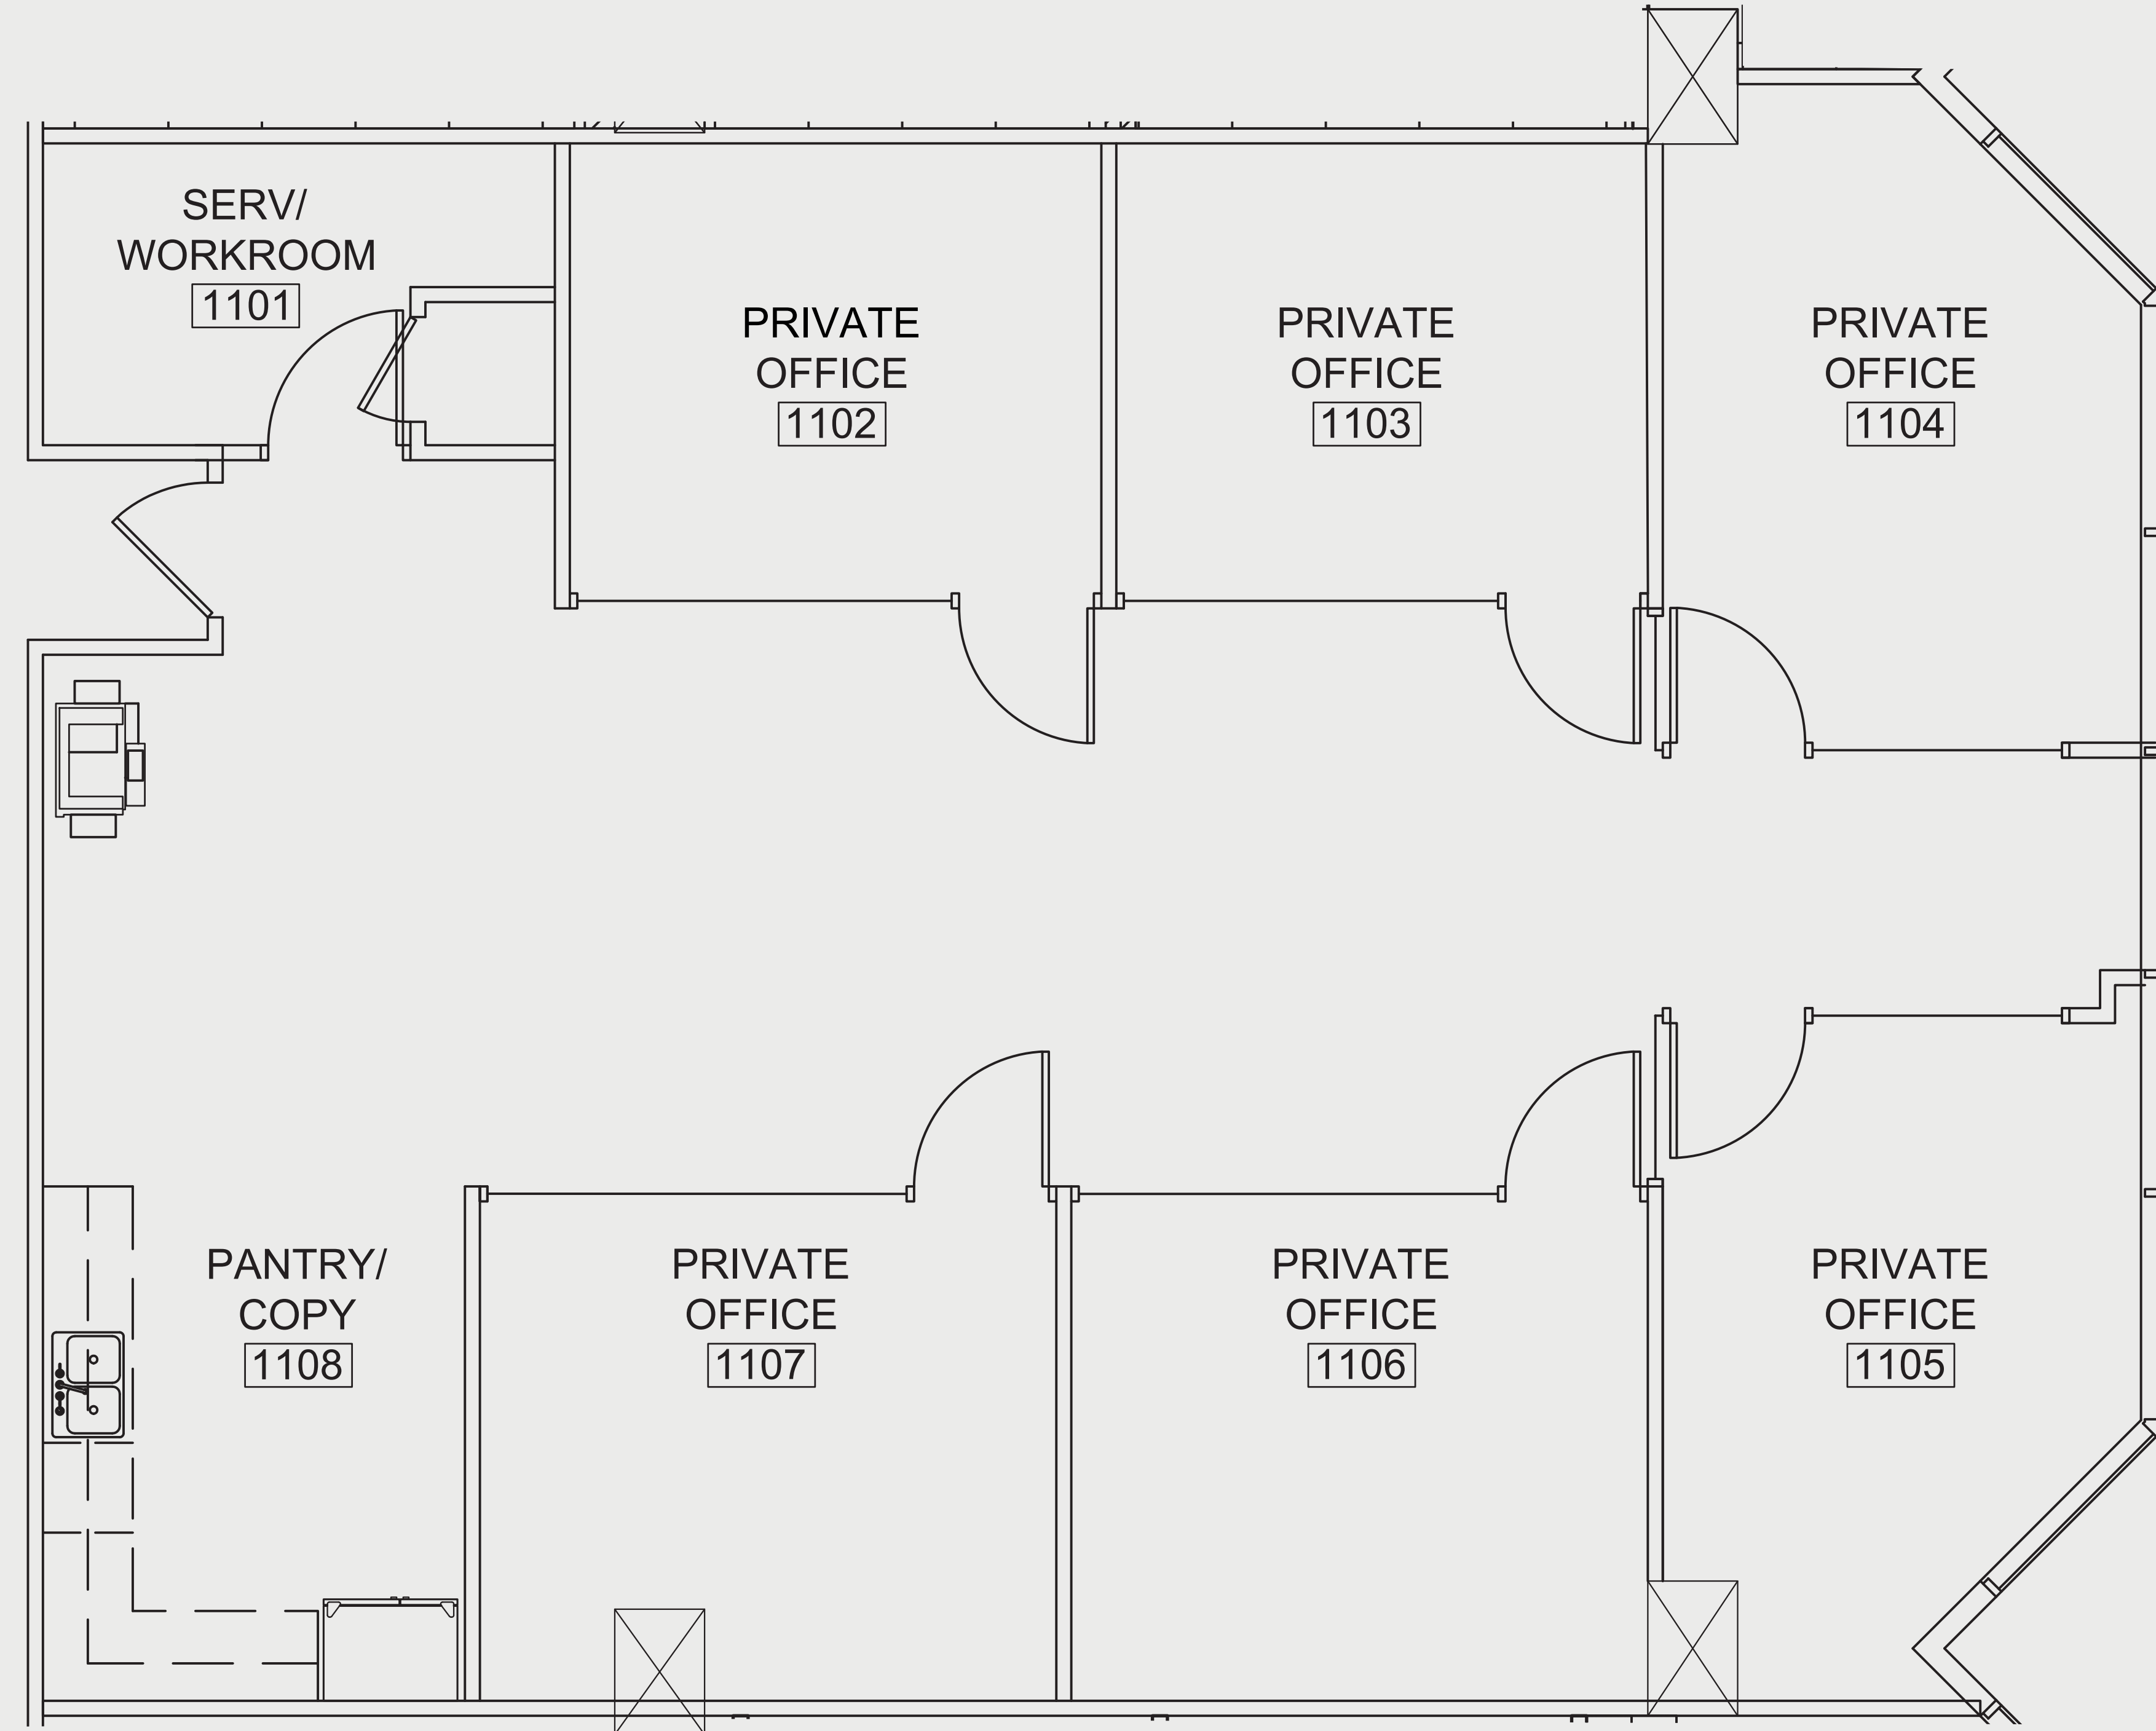 SERV/
WORKROOM
1101
PRIVATE
OFFICE
1102
PRIVATE
OFFICE
1103
PRIVATE
OFFICE
1104
PANTRY/
COPY
1108
PRIVATE
OFFICE
1107
PRIVATE
OFFICE
1106
PRIVATE
OFFICE
1105